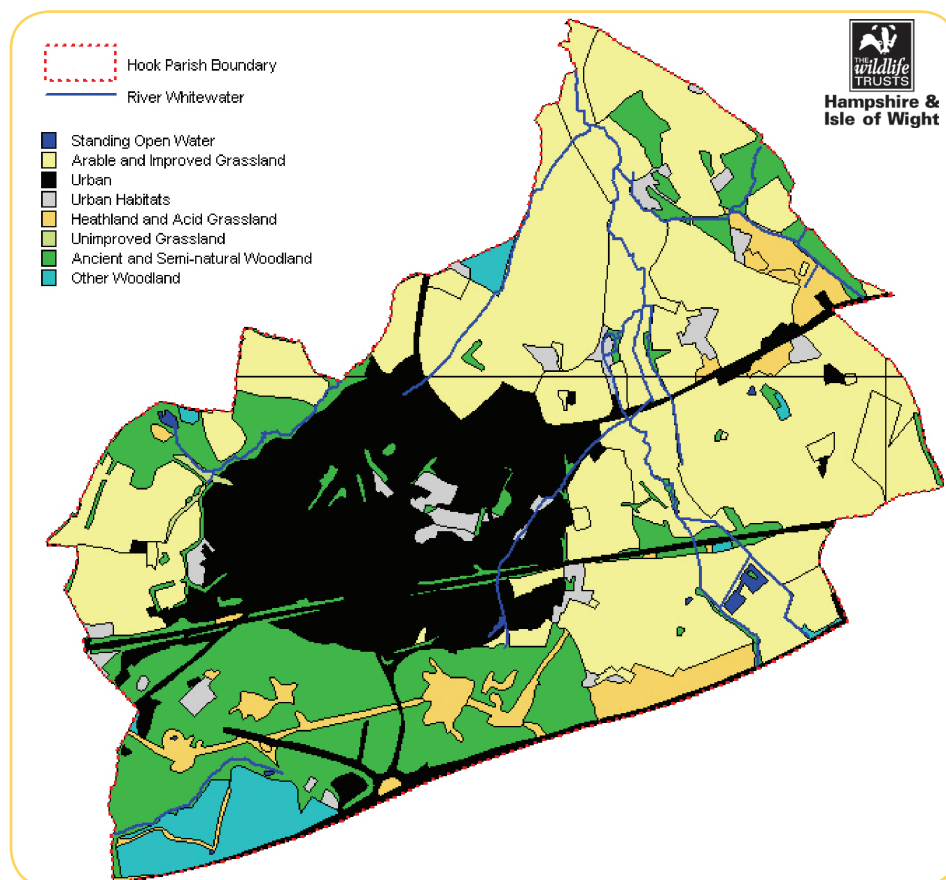 Hook Parish Boundary
River Whitewater
Standing Open Water
Arable and Improved Grassland
Urban
Urban Habitats
Heathland and Acid Grassland
Unimproved Grassland
Ancient and Semi-natural Woodland
Other Woodland
THE
wildlife
TRUSTS
Hampshire &
Isle of Wight